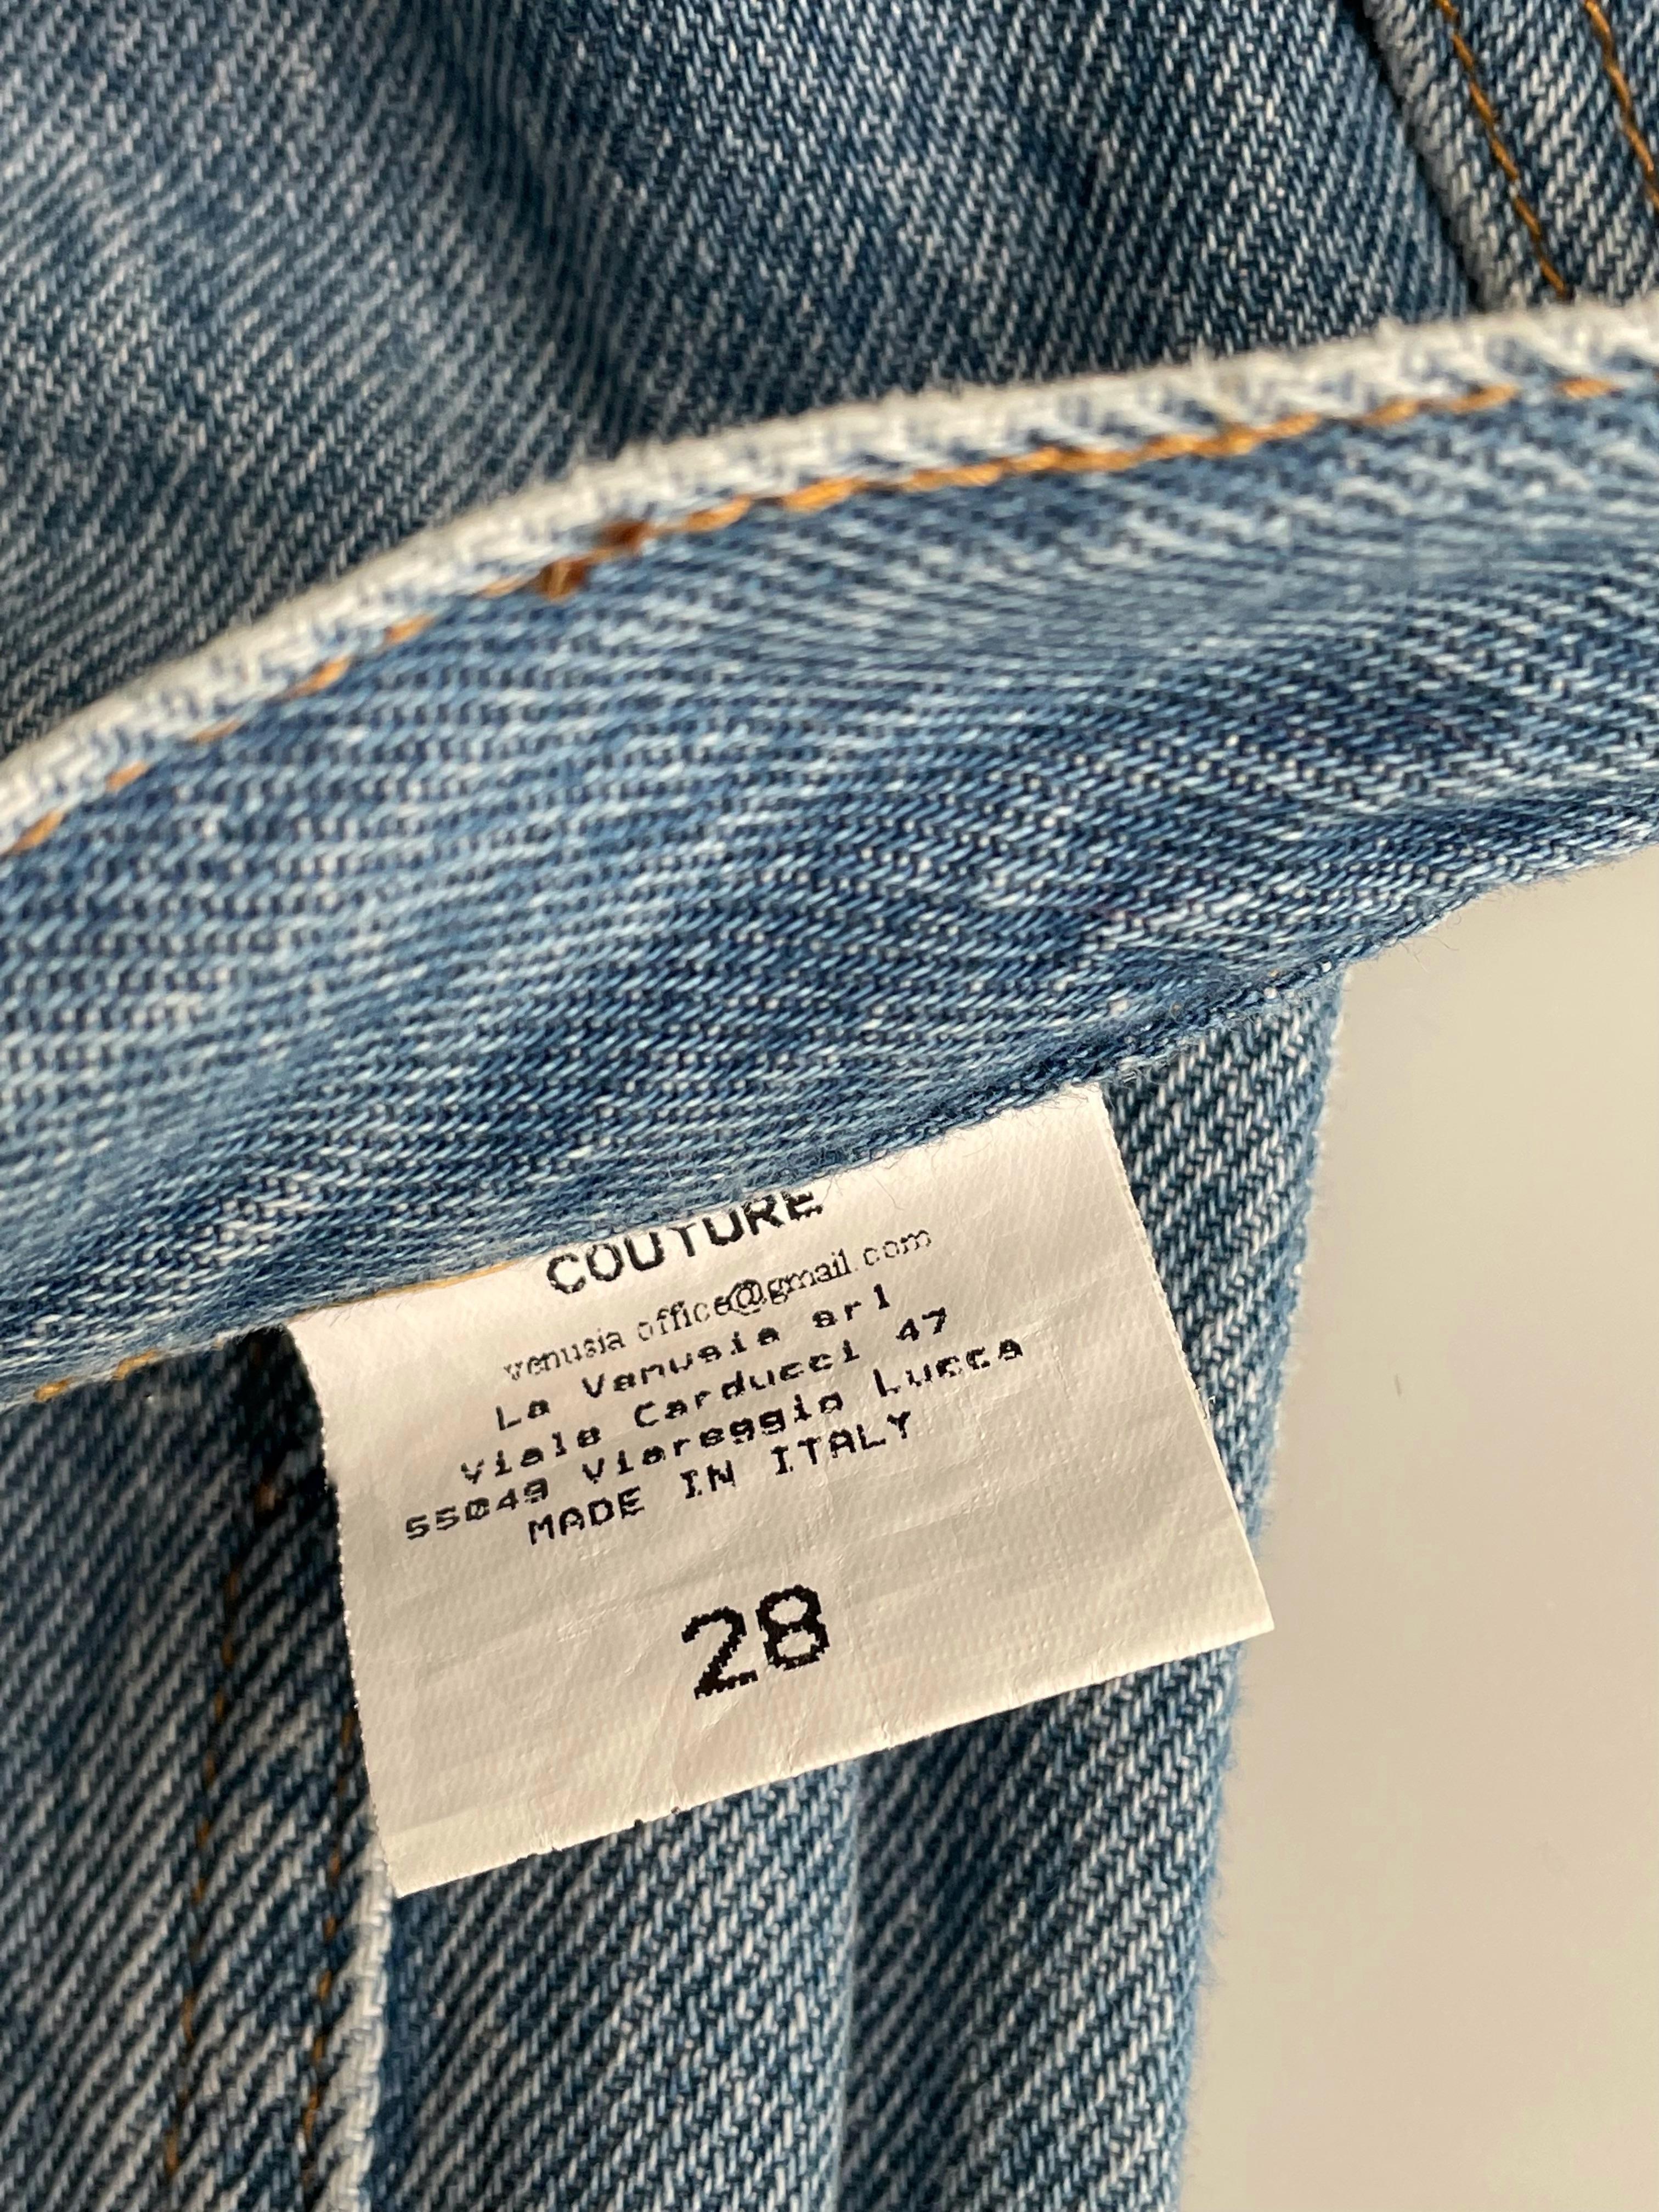 COUTURE
venusia office@gmail.com
La Vanusia srl
Viale Carducci 47
55049 Viareggio Lucca
MADE IN ITALY
28